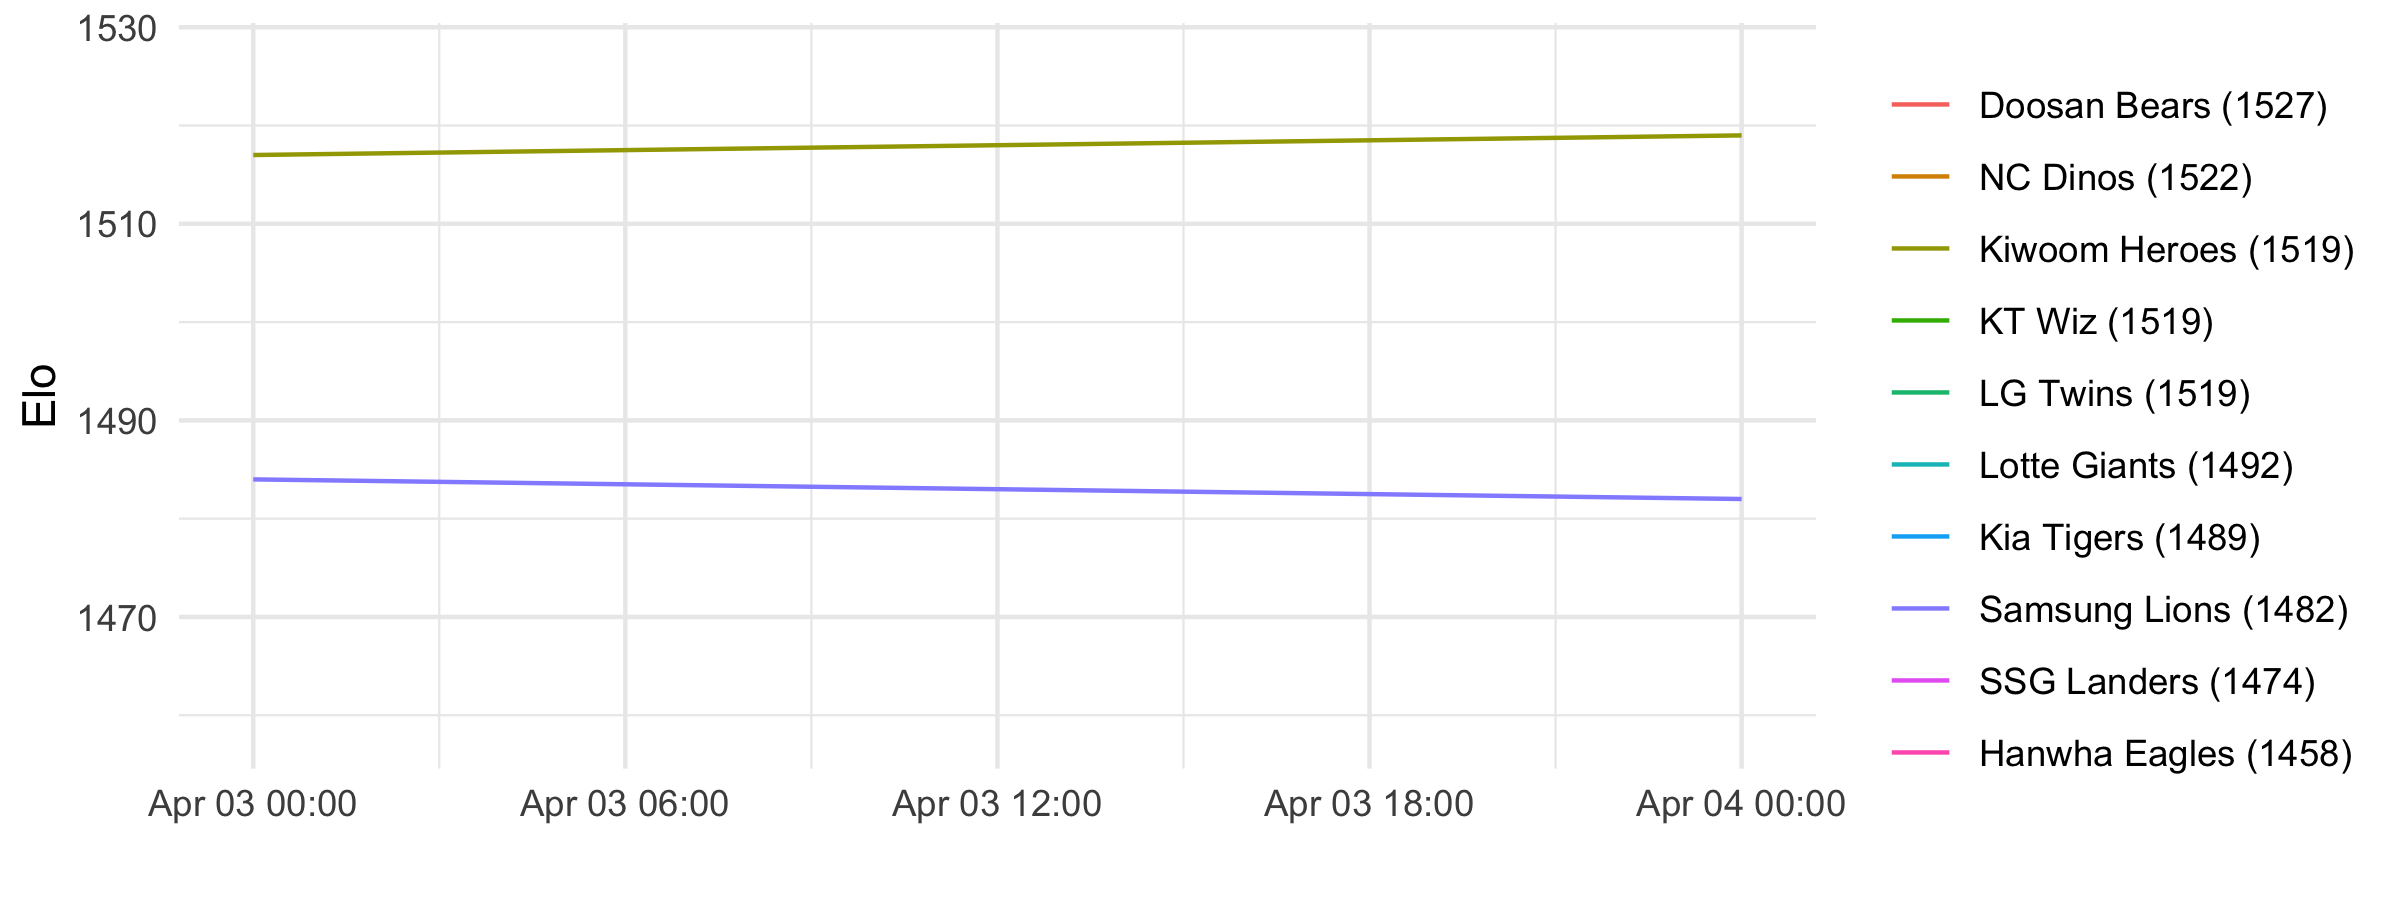 1530
1510
1490
1470
Elo
Apr 03 00:00
Apr 03 06:00
Apr 03 12:00
Apr 03 18:00
Apr 04 00:00
Doosan Bears (1527)
NC Dinos (1522)
Kiwoom Heroes (1519)
KT Wiz (1519)
LG Twins (1519)
Lotte Giants (1492)
Kia Tigers (1489)
Samsung Lions (1482)
SSG Landers (1474)
Hanwha Eagles (1458)